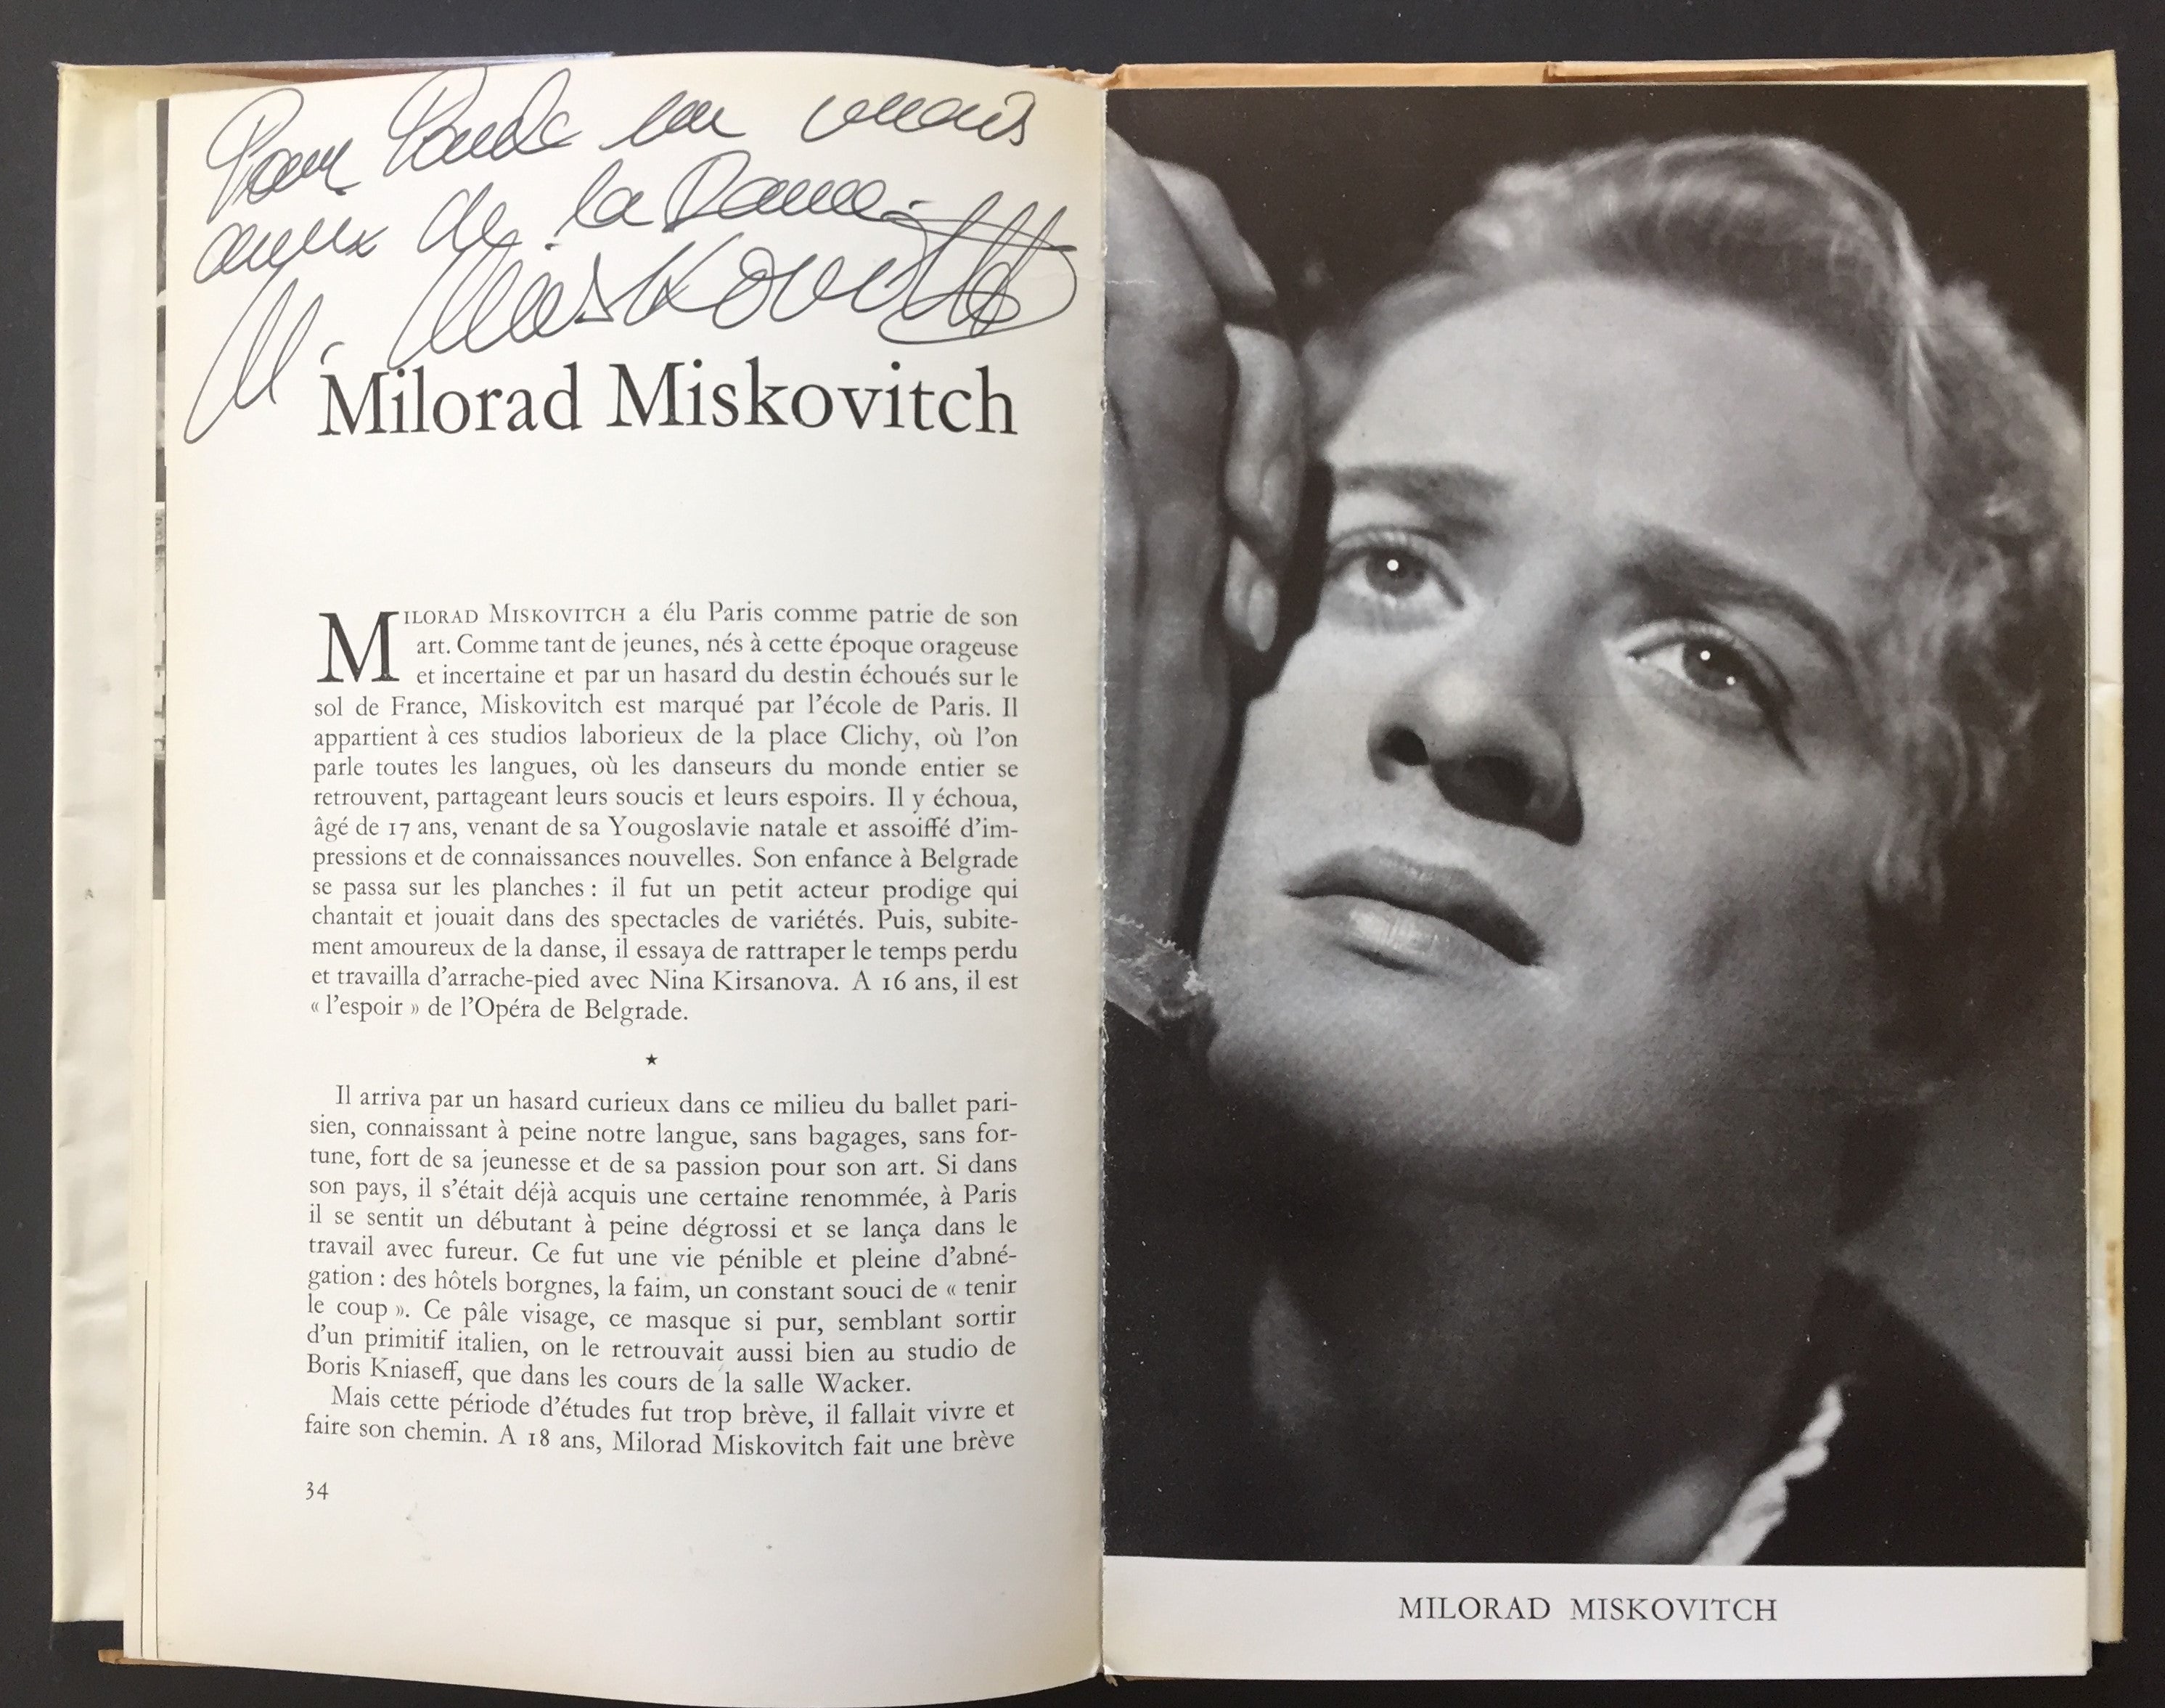 Pour
de la Danse
M. Miskovitch
Milorad Miskovitch
MILORAD MISKOVITCH a élu Paris comme patrie de son
art. Comme tant de jeunes, nés à cette époque orageuse
et incertaine et par un hasard du destin échoués sur le
sol de France, Miskovitch est marqué par l'école de Paris. Il
appartient à ces studios laborieux de la place Clichy, où l'on
parle toutes les langues, où les danseurs du monde entier se
retrouvent, partageant leurs soucis et leurs espoirs. Il y échoua,
âgé de 17 ans, venant de sa Yougoslavie natale et assoiffé d'im-
pressions et de connaissances nouvelles. Son enfance à Belgrade
se passa sur les planches : il fut un petit acteur prodige qui
chantait et jouait dans des spectacles de variétés. Puis, subite-
ment amoureux de la danse, il essaya de rattraper le temps perdu
et travailla d'arrache-pied avec Nina Kirsanova. A 16 ans, il est
« l'espoir » de l'Opéra de Belgrade.
★
Il arriva par un hasard curieux dans ce milieu du ballet pari-
sien, connaissant à peine notre langue, sans bagages, sans for-
tune, fort de sa jeunesse et de sa passion pour son art. Si dans
son pays, il s'était déjà acquis une certaine renommée, à Paris
il se sentit un débutant à peine dégrossi et se lança dans le
travail avec fureur. Ce fut une vie pénible et pleine d'abné-
gation : des hôtels borgnes, la faim, un constant souci de « tenir
le coup ». Ce pâle visage, ce masque si pur, semblant sortir
d'un primitif italien, on le retrouvait aussi bien au studio de
Boris Kniaseff, que dans les cours de la salle Wacker.
Mais cette période d'études fut trop brève, il fallait vivre et
faire son chemin. A 18 ans, Milorad Miskovitch fait une brève
34
MILORAD MISKOVITCH